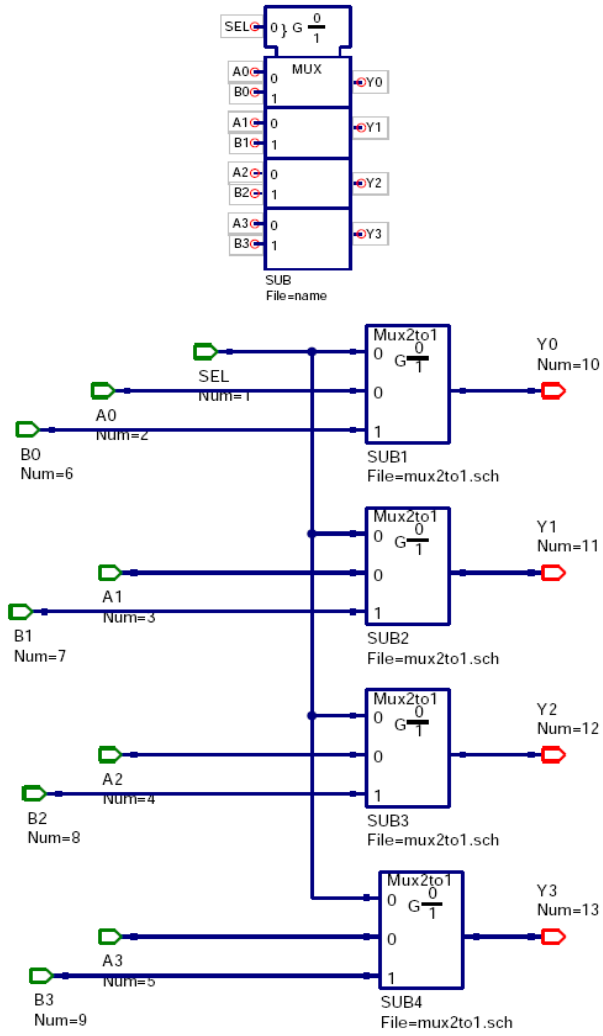 SEL 0 } G 0
1
MUX
A0 0 Y0
B0 1
A1 0 Y1
B1 1
A2 0 Y2
B2 1
A3 0 Y3
B3 1
SUB
File=name
Mux2to1 Y0
0 G 0
1
Num=10
SEL
Num=1
0
A0
Num=2
1
B0
Num=6
SUB1
File=mux2to1.sch
Mux2to1 Y1
0 G 0
1
Num=11
0
A1
Num=3
1
B1
Num=7
SUB2
File=mux2to1.sch
Mux2to1 Y2
0 G 0
1
Num=12
0
A2
Num=4
1
B2
Num=8
SUB3
File=mux2to1.sch
Mux2to1 Y3
0 G 0
1
Num=13
0
A3
Num=5
1
B3
Num=9
SUB4
File=mux2to1.sch